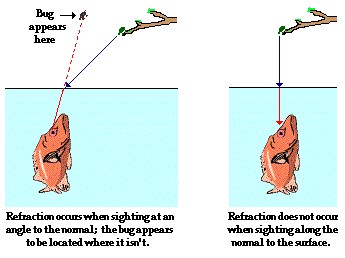 Bug
appears
here
Refraction occurs when sighting at an
angle to the normal; the bug appears
to be located where it isn't.
Refraction does not occur
when sighting along the
normal to the surface.